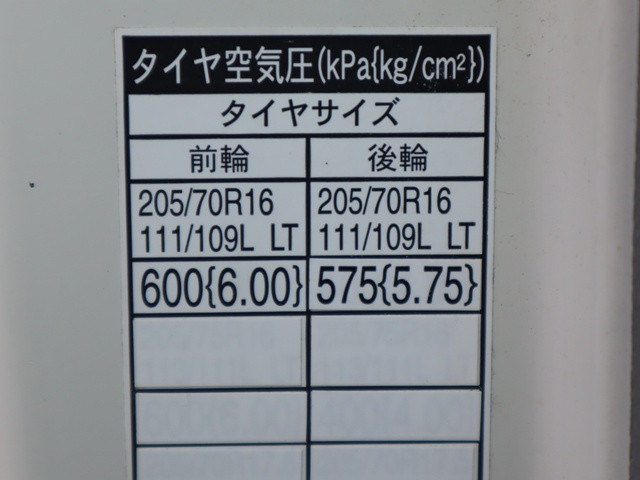 タイヤ空気圧(kPa{kg/cm²})
タイヤサイズ
前輪 後輪
205/70R16 205/70R16
111/109L LT 111/109L LT
600{6.00} 575{5.75}